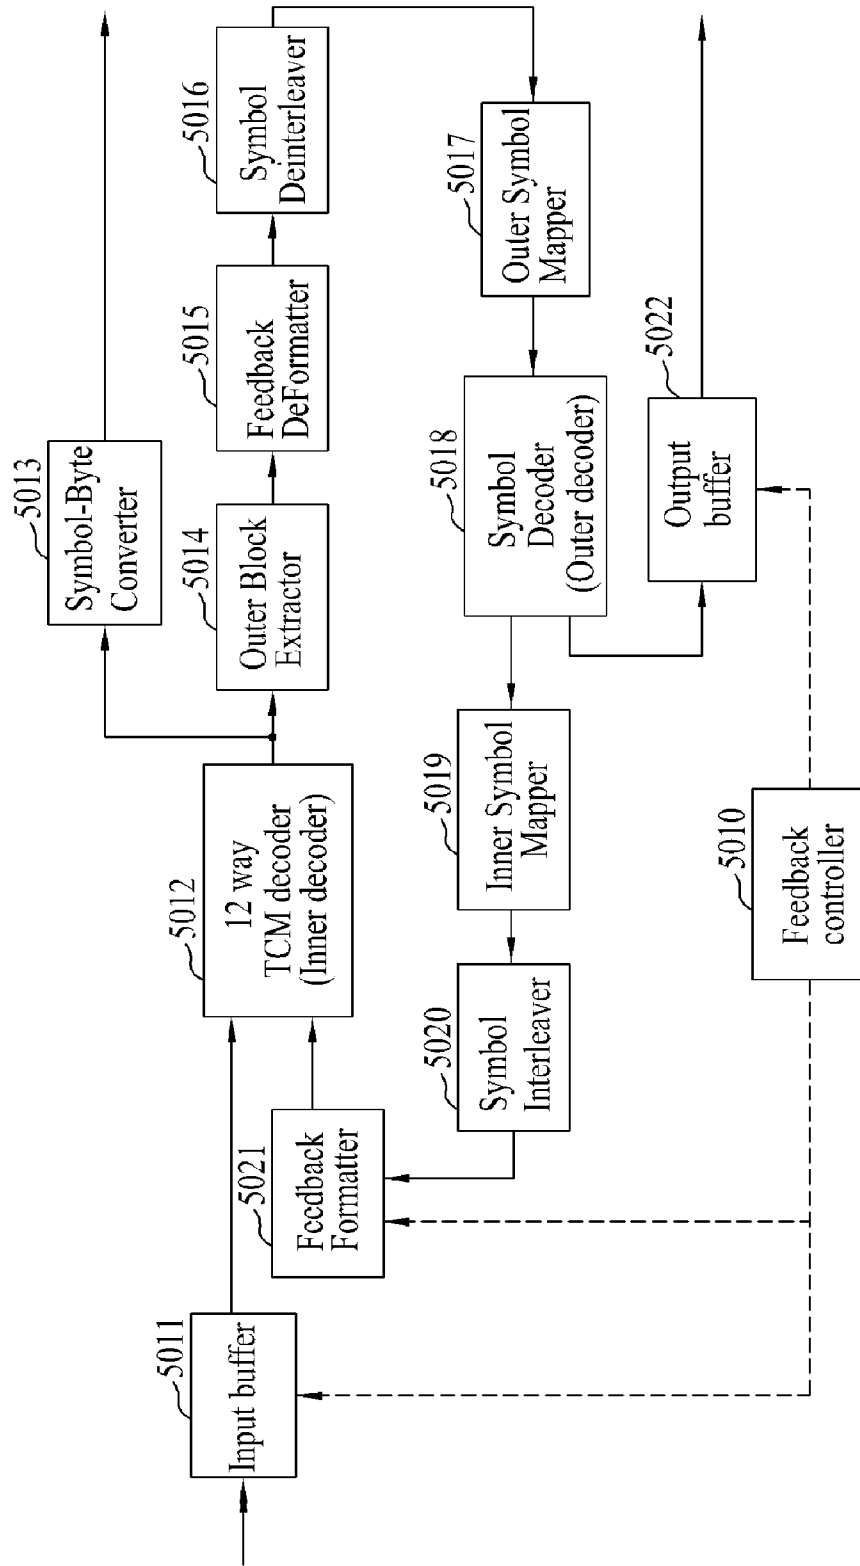 5011
Input buffer
5012
12 way
TCM decoder
(Inner decoder)
5013
Symbol-Byte
Converter
5014
Outer Block
Extractor
5015
Feedback
DeFormatter
5016
Symbol
Deinterleaver
5021
Feedback
Formatter
5020
Symbol
Interleaver
5019
Inner Symbol
Mapper
5018
Symbol
Decoder
(Outer decoder)
5017
Outer Symbol
Mapper
5022
Output
buffer
5010
Feedback
controller